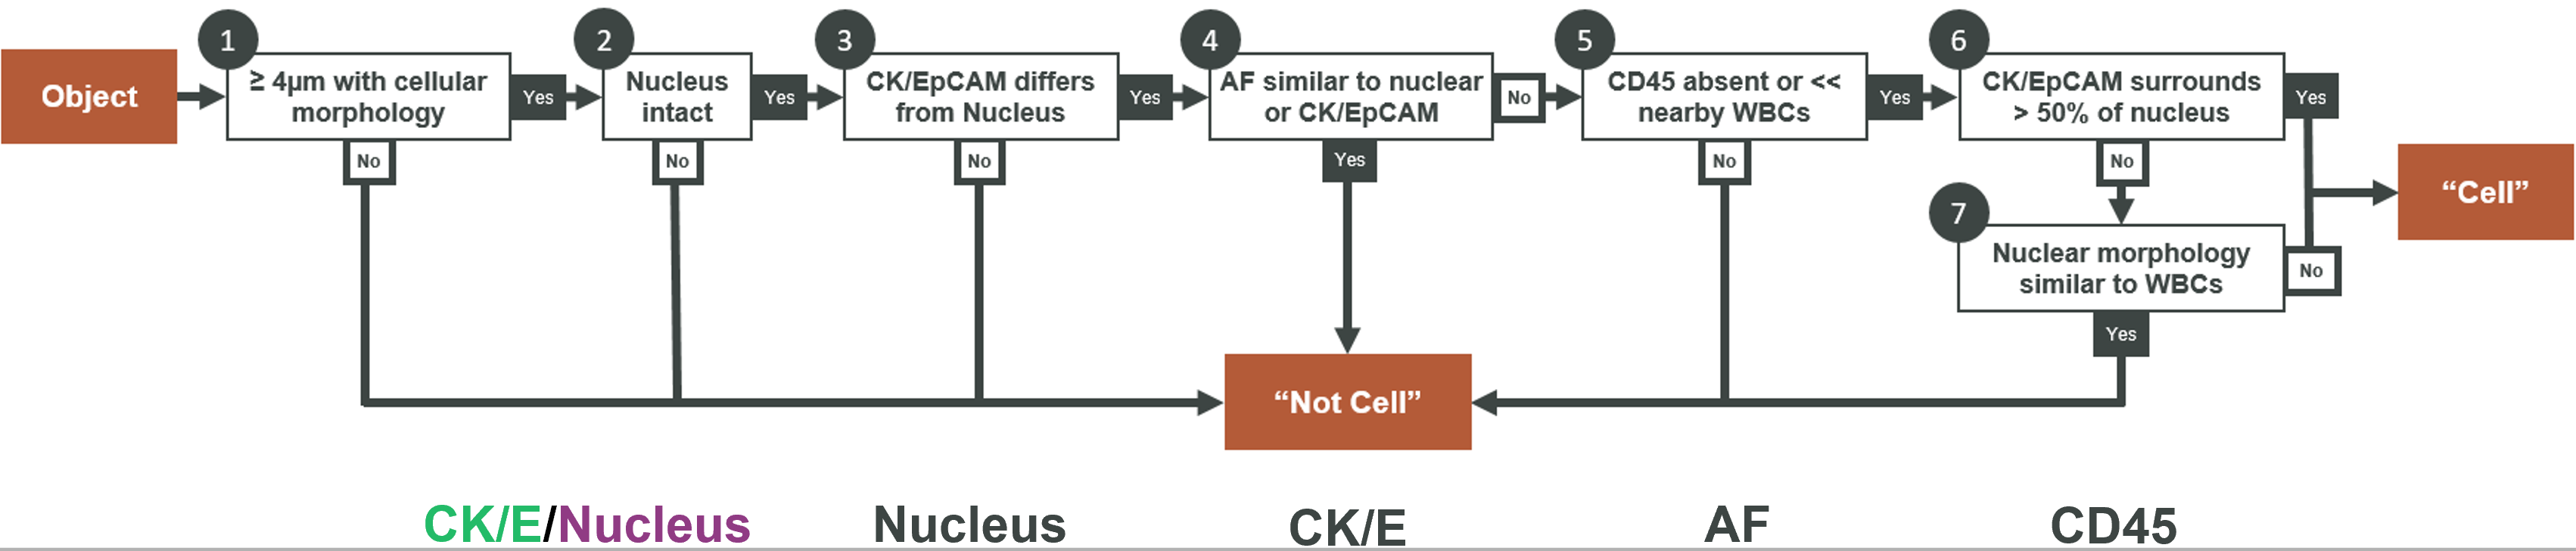 Object
1
≥ 4μm with cellular
morphology
Yes
No
2
Nucleus
intact
Yes
No
3
CK/EpCAM differs
from Nucleus
Yes
No
4
AF similar to nuclear
or CK/EpCAM
No
Yes
5
CD45 absent or <<
nearby WBCs
Yes
No
6
CK/EpCAM surrounds
> 50% of nucleus
Yes
No
7
Nuclear morphology
similar to WBCs
No
Yes
“Cell”
“Not Cell”
CK/E/Nucleus
Nucleus
CK/E
AF
CD45